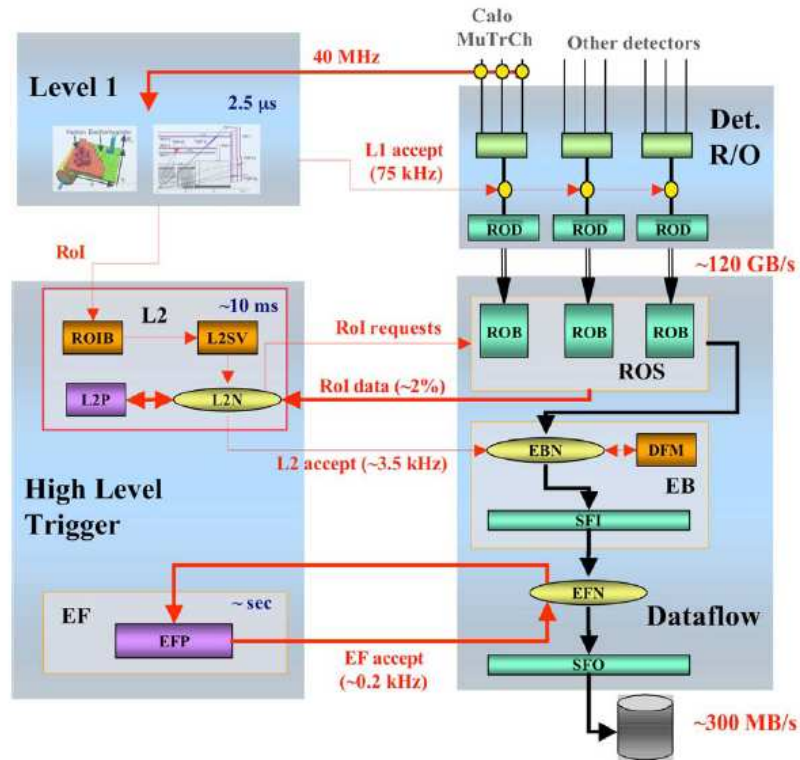 Calo
MuTrCh
Other detectors
40 MHz
Level 1
2.5 μs
Det.
R/O
L1 accept
(75 kHz)
ROD
ROD
ROD
RoI
~120 GB/s
~10 ms
L2
ROIB
L2SV
RoI requests
ROB
ROB
ROB
ROS
L2P
L2N
RoI data (~2%)
L2 accept (~3.5 kHz)
EBN
DFM
EB
High Level
Trigger
SFI
~ sec
EF
EFN
EFP
Dataflow
EF accept
(~0.2 kHz)
SFO
~300 MB/s